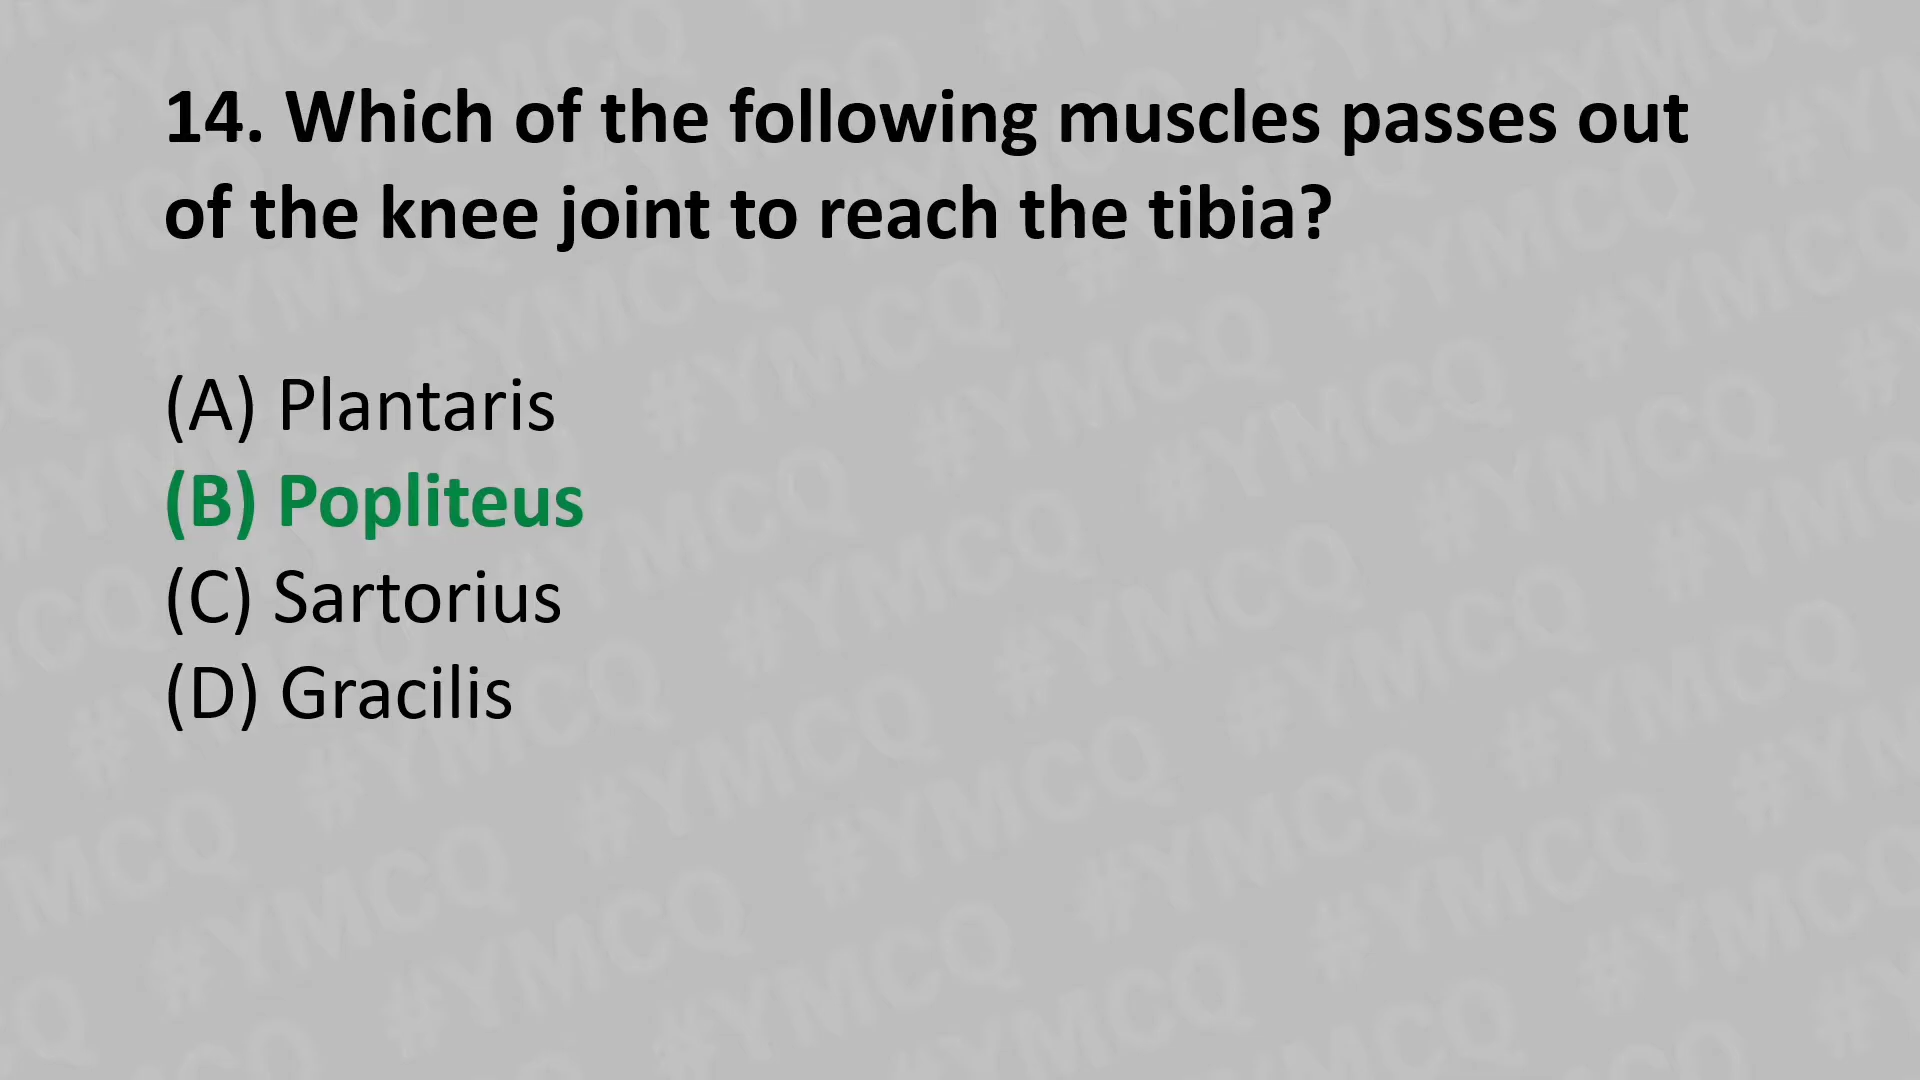 14. Which of the following muscles passes out
of the knee joint to reach the tibia?
(A) Plantaris
(B) Popliteus
(C) Sartorius
(D) Gracilis
#YMCQ